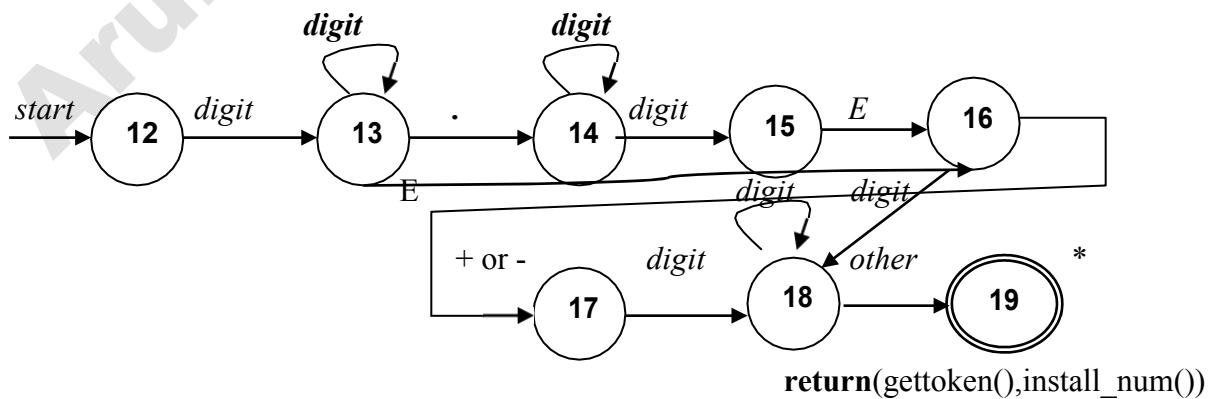 Aru
digit digit
start 12 digit 13 . 14 digit 15 E 16
E digit digit
+ or - 17 digit 18 other 19 *
return(gettoken(),install_num())